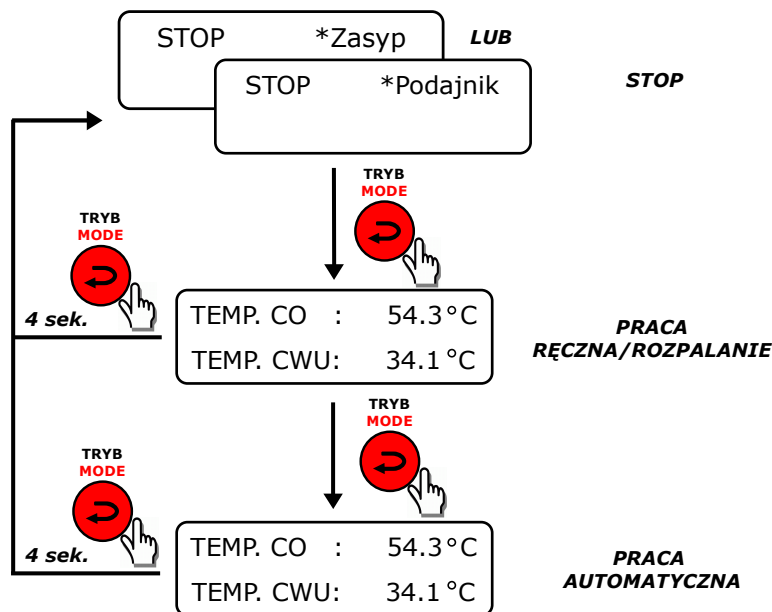 STOP *Zasyp LUB
STOP *Podajnik STOP
TRYB
MODE
TRYB
MODE
4 sek.
TEMP. CO : 54.3°C
TEMP. CWU: 34.1°C
PRACA
RĘCZNA/ROZPALANIE
TRYB
MODE
TRYB
MODE
4 sek.
TEMP. CO : 54.3°C
TEMP. CWU: 34.1°C
PRACA
AUTOMATYCZNA